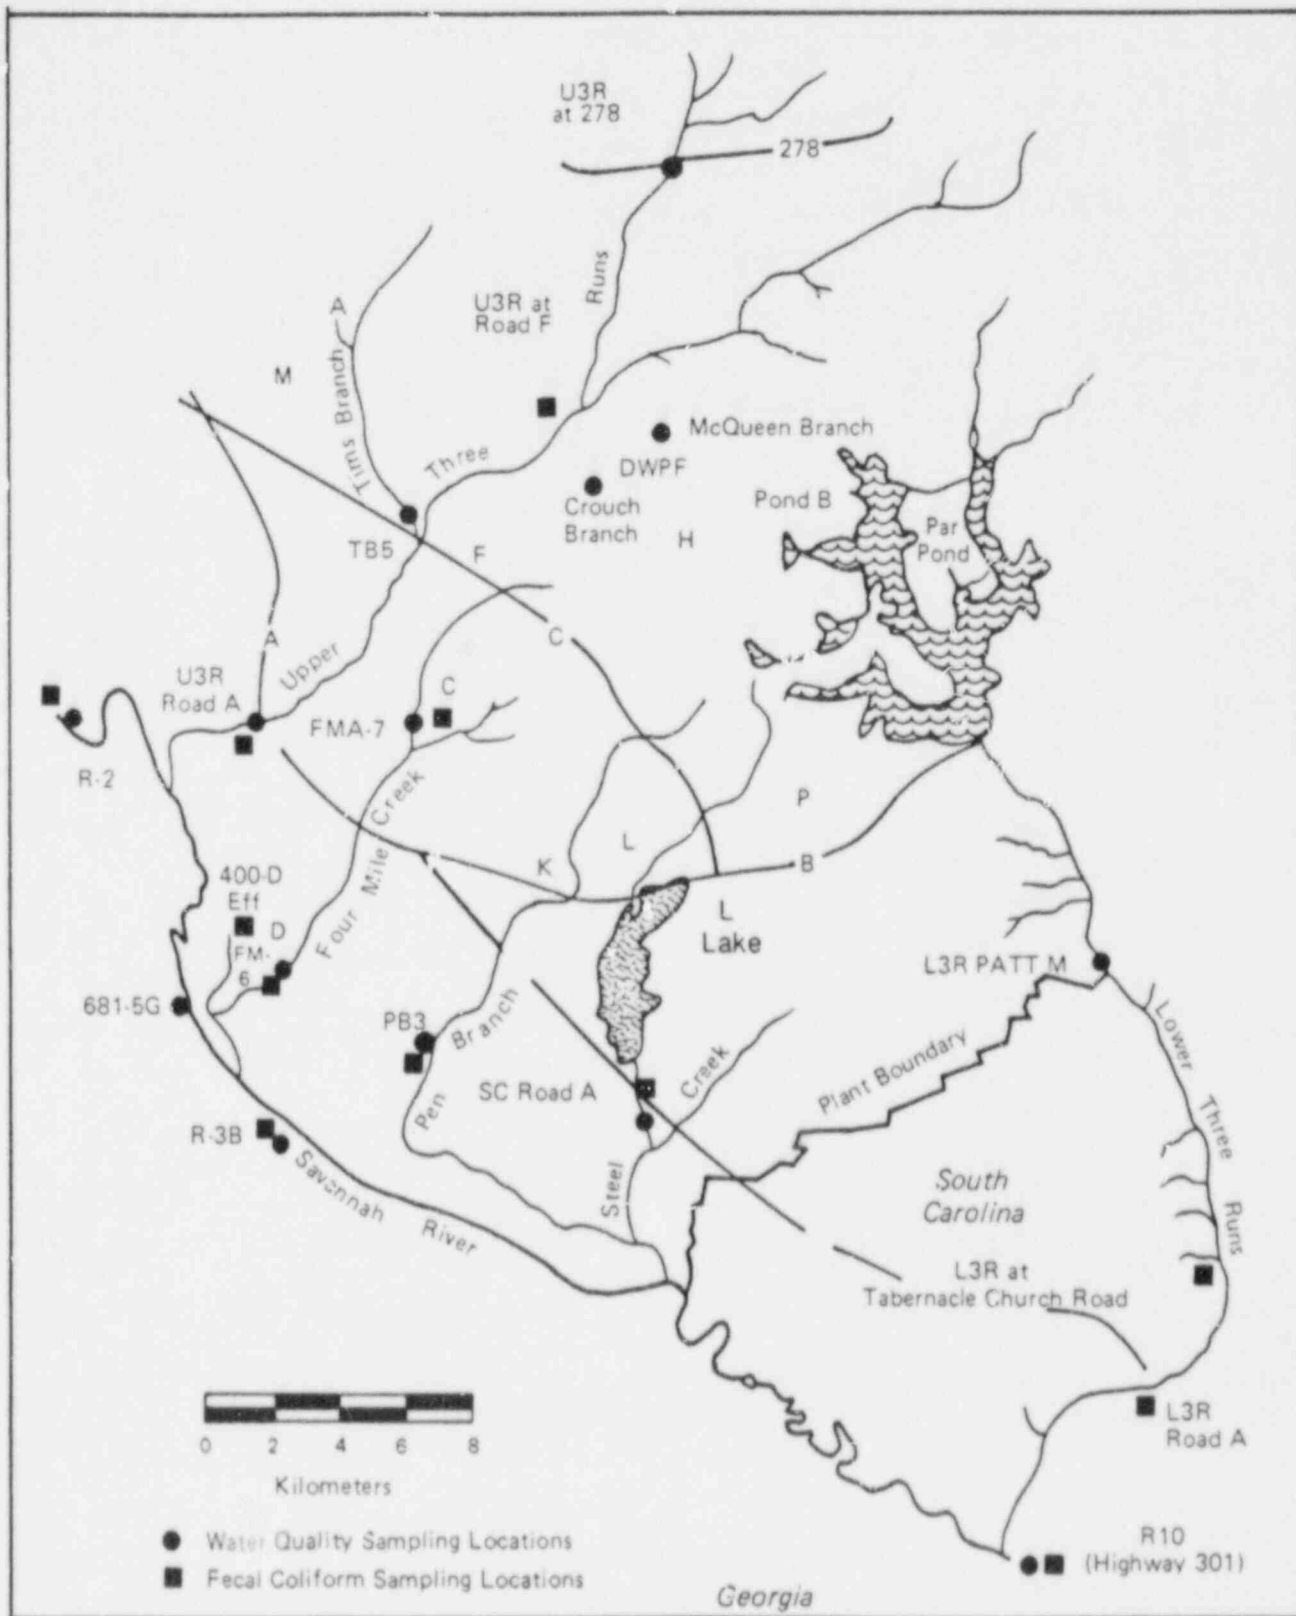 U3R
at 278
278
Runs
U3R at
Road F
A
M
Tims Branch
Three
McQueen Branch
DWPF
Crouch
Branch
H
Pond B
Par
Pond
TB5
F
C
A
Upper
U3R
Road A
FMA-7
C
R-2
Four Mile Creek
P
L
K
B
400-D
Eff
D
FM-
6
L
Lake
L3R PATT M
681-5G
PB3
Pen Branch
SC Road A
Steel Creek
Plant Boundary
Lower Three Runs
R-3B
Savannah River
South
Carolina
L3R at
Tabernacle Church Road
L3R
Road A
0 2 4 6 8
Kilometers
Water Quality Sampling Locations
Fecal Coliform Sampling Locations
R10
(Highway 301)
Georgia